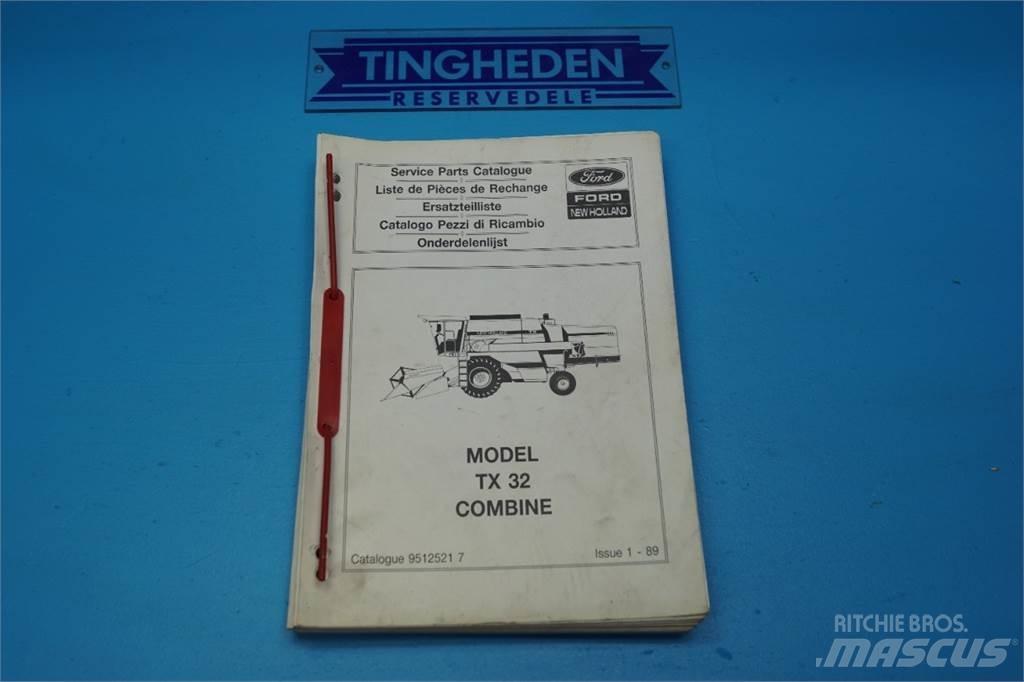 TINGHEDEN
RESERVEDELE
Service Parts Catalogue
Liste de Pièces de Rechange
Ersatzteilliste
Catalogo Pezzi di Ricambio
Onderdelenlijst
Ford
FORD
NEW HOLLAND
MODEL
TX 32
COMBINE
Catalogue 9512521 7
Issue 1 - 89
RITCHIE BROS.
MASCUS